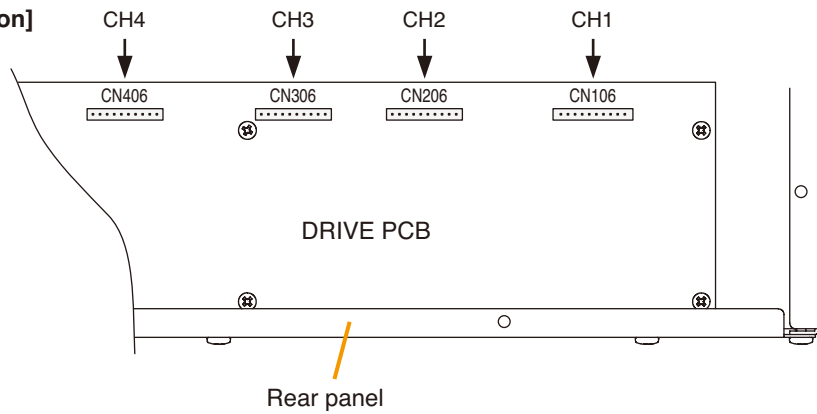 on]
CH4 CH3 CH2 CH1
CN406 CN306 CN206 CN106
DRIVE PCB
Rear panel